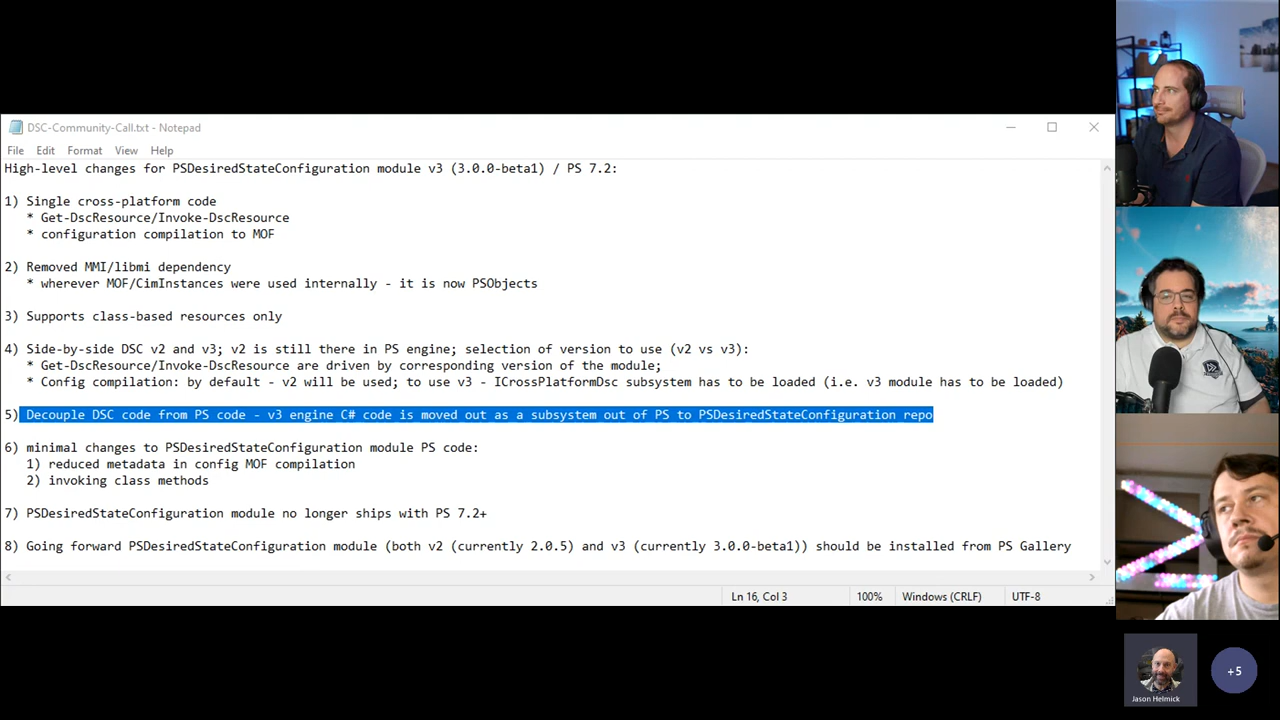 DSC-Community-Call.txt - Notepad
File Edit Format View Help
High-level changes for PSDesiredStateConfiguration module v3 (3.0.0-beta1) / PS 7.2:
1) Single cross-platform code
* Get-DscResource/Invoke-DscResource
* configuration compilation to MOF
2) Removed MMI/libmi dependency
* wherever MOF/CimInstances were used internally - it is now PSObjects
3) Supports class-based resources only
4) Side-by-side DSC v2 and v3; v2 is still there in PS engine; selection of version to use (v2 vs v3):
* Get-DscResource/Invoke-DscResource are driven by corresponding version of the module;
* Config compilation: by default - v2 will be used; to use v3 - ICrossPlatformDsc subsystem has to be loaded (i.e. v3 module has to be loaded)
5) Decouple DSC code from PS code - v3 engine C# code is moved out as a subsystem out of PS to PSDesiredStateConfiguration repo
6) minimal changes to PSDesiredStateConfiguration module PS code:
1) reduced metadata in config MOF compilation
2) invoking class methods
7) PSDesiredStateConfiguration module no longer ships with PS 7.2+
8) Going forward PSDesiredStateConfiguration module (both v2 (currently 2.0.5) and v3 (currently 3.0.0-beta1)) should be installed from PS Gallery
Ln 16, Col 3 100% Windows (CRLF) UTF-8
Jason Helmick
+5